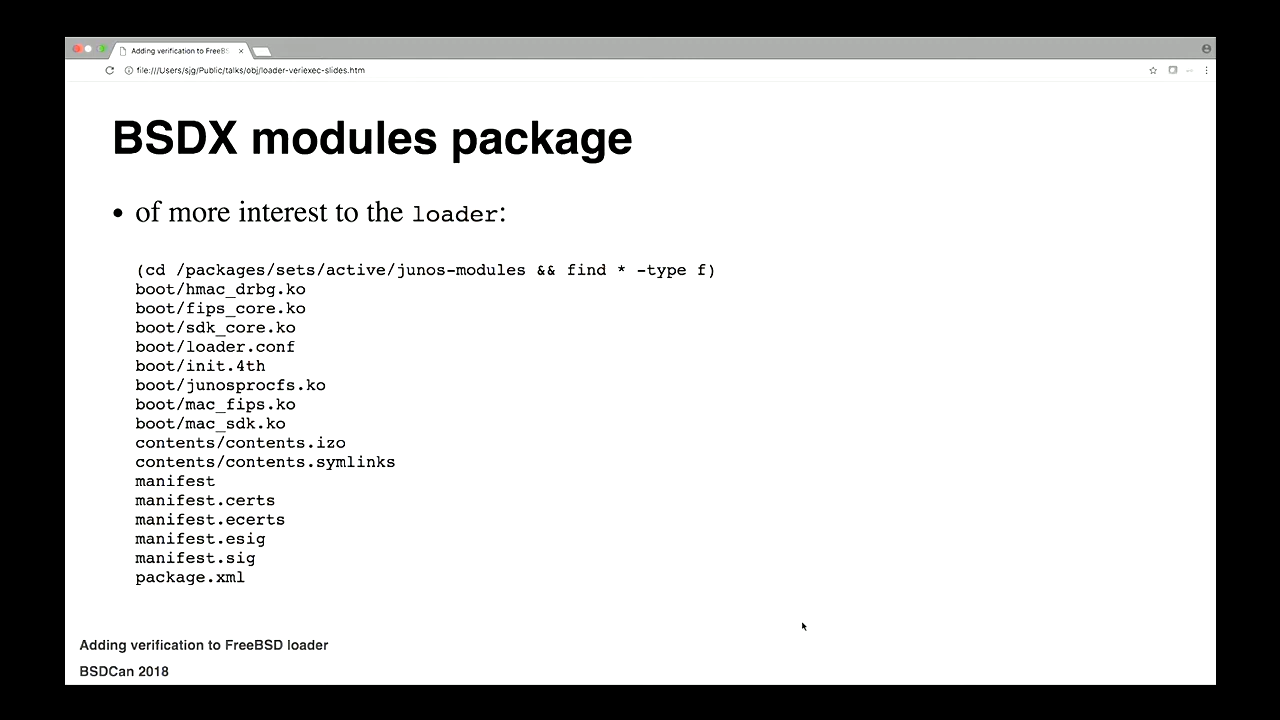 Adding verification to FreeBS
file:///Users/sjg/Public/talks/obj/loader-veriexec-slides.htm
BSDX modules package
• of more interest to the loader:
(cd /packages/sets/active/junos-modules && find * -type f)
boot/hmac_drbg.ko
boot/fips_core.ko
boot/sdk_core.ko
boot/loader.conf
boot/init.4th
boot/junosprocfs.ko
boot/mac_fips.ko
boot/mac_sdk.ko
contents/contents.izo
contents/contents.symlinks
manifest
manifest.certs
manifest.ecerts
manifest.esig
manifest.sig
package.xml
Adding verification to FreeBSD loader
BSDCan 2018